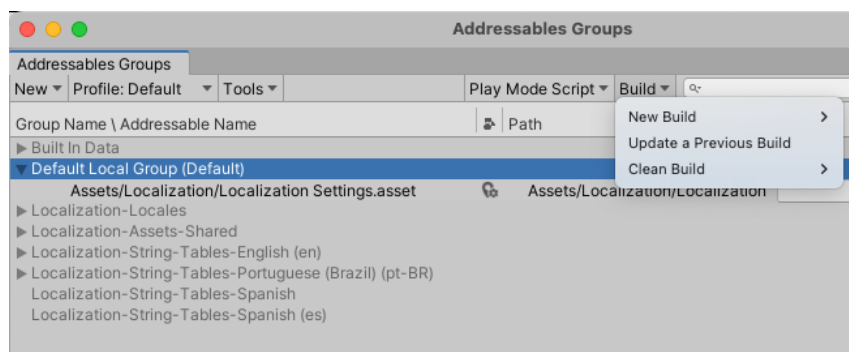 Addressables Groups
Addressables Groups
New Profile: Default Tools Play Mode Script Build
Group Name \ Addressable Name Path
New Build
Update a Previous Build
Clean Build
Built In Data
Default Local Group (Default)
Assets/Localization/Localization Settings.asset Assets/Localization/Localization
Localization-Locales
Localization-Assets-Shared
Localization-String-Tables-English (en)
Localization-String-Tables-Portuguese (Brazil) (pt-BR)
Localization-String-Tables-Spanish
Localization-String-Tables-Spanish (es)